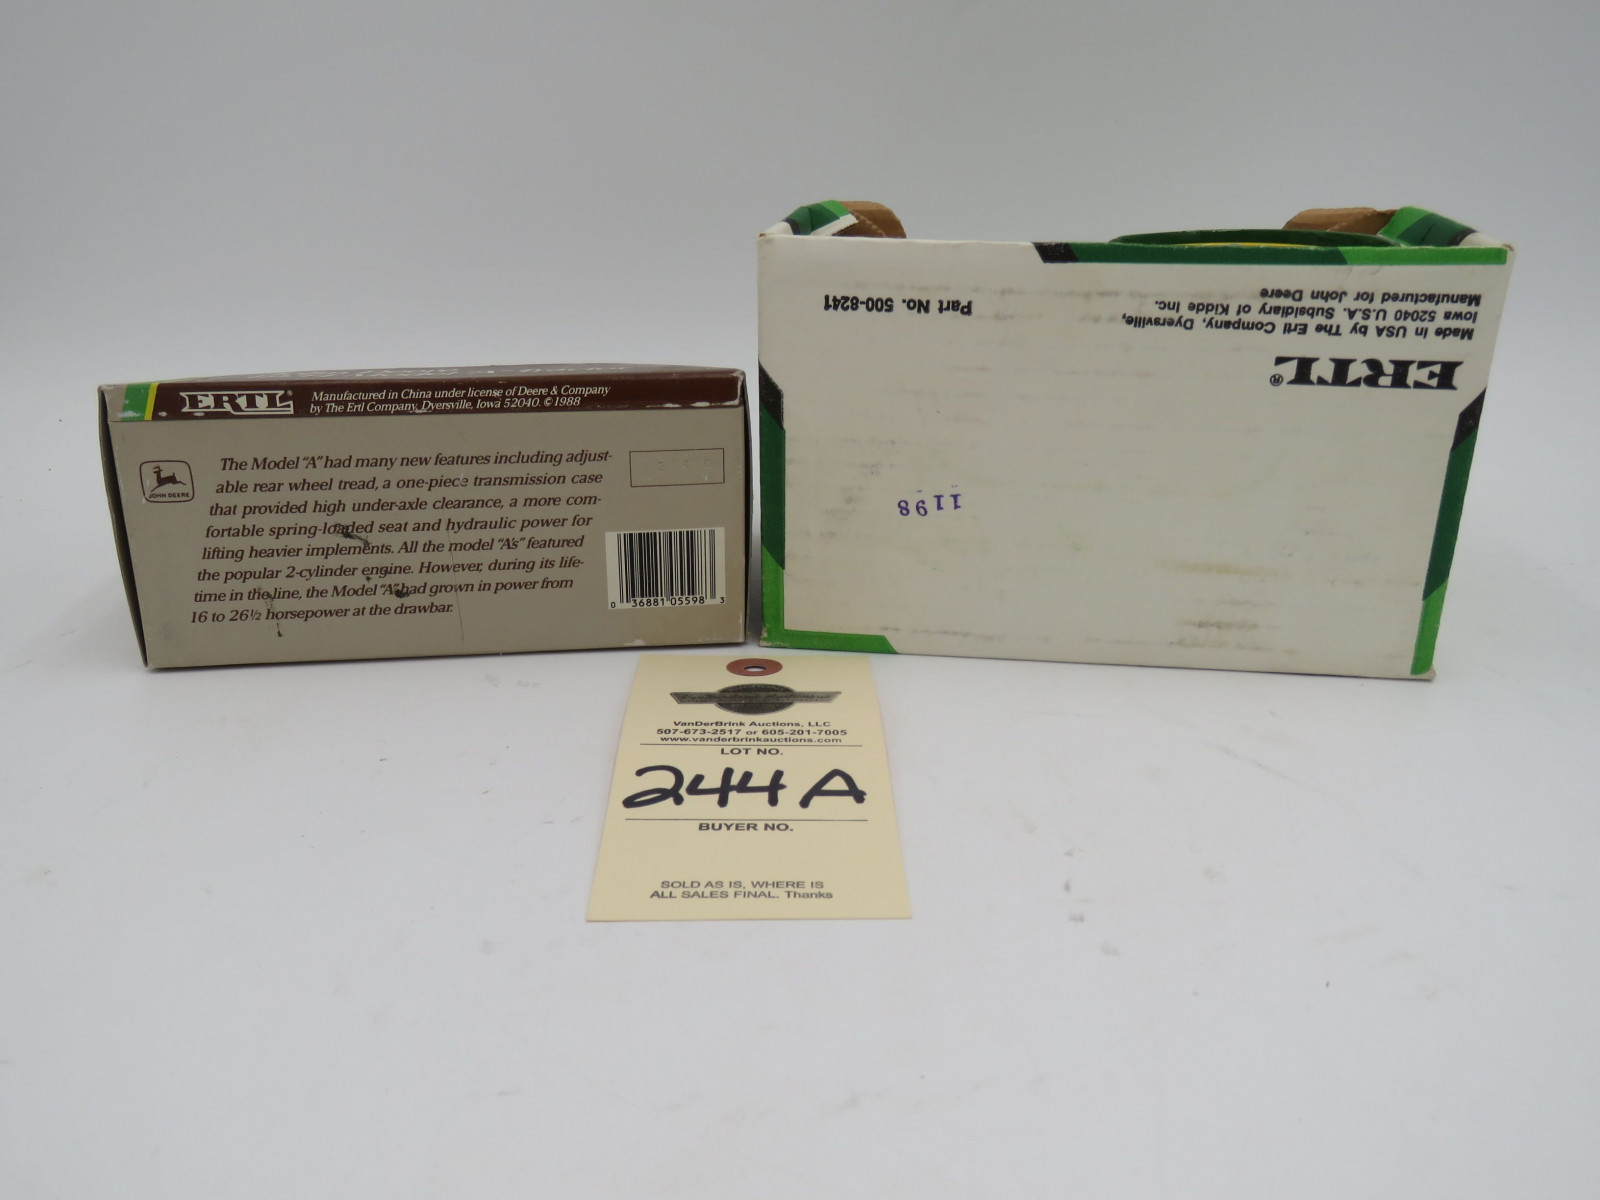 ERTL®
Manufactured in China under license of Deere & Company
by The Ertl Company, Dyersville, Iowa 52040. © 1988
JOHN DEERE
The Model "A" had many new features including adjust-
able rear wheel tread, a one-piece transmission case
that provided high under-axle clearance, a more com-
fortable spring-loaded seat and hydraulic power for
lifting heavier implements. All the model "A's" featured
the popular 2-cylinder engine. However, during its life-
time in the line, the Model "A" had grown in power from
16 to 26½ horsepower at the drawbar.
0 36881 05598 3
ERTL®
Made in USA by The Ertl Company, Dyersville,
Iowa 52040 U.S.A. Subsidiary of Kidde Inc.
Manufactured for John Deere
Part No. 500-8241
1198
VanDerBrink Auctions, LLC
507-673-2517 or 605-201-7005
www.vanderbrinkauctions.com
LOT NO.
244A
BUYER NO.
SOLD AS IS, WHERE IS
ALL SALES FINAL. Thanks